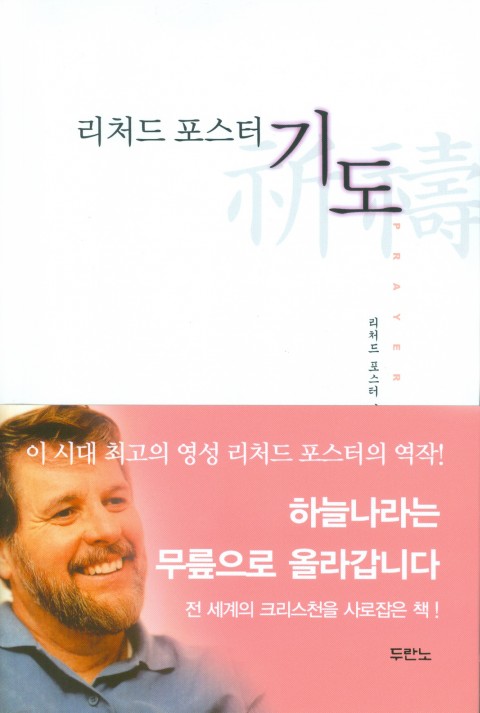 리처드 포스터 기도
祈禱
PRAYER
리처드 포스터
이 시대 최고의 영성 리처드 포스터의 역작!
하늘나라는
무릎으로 올라갑니다
전 세계의 크리스천을 사로잡은 책!
두란노